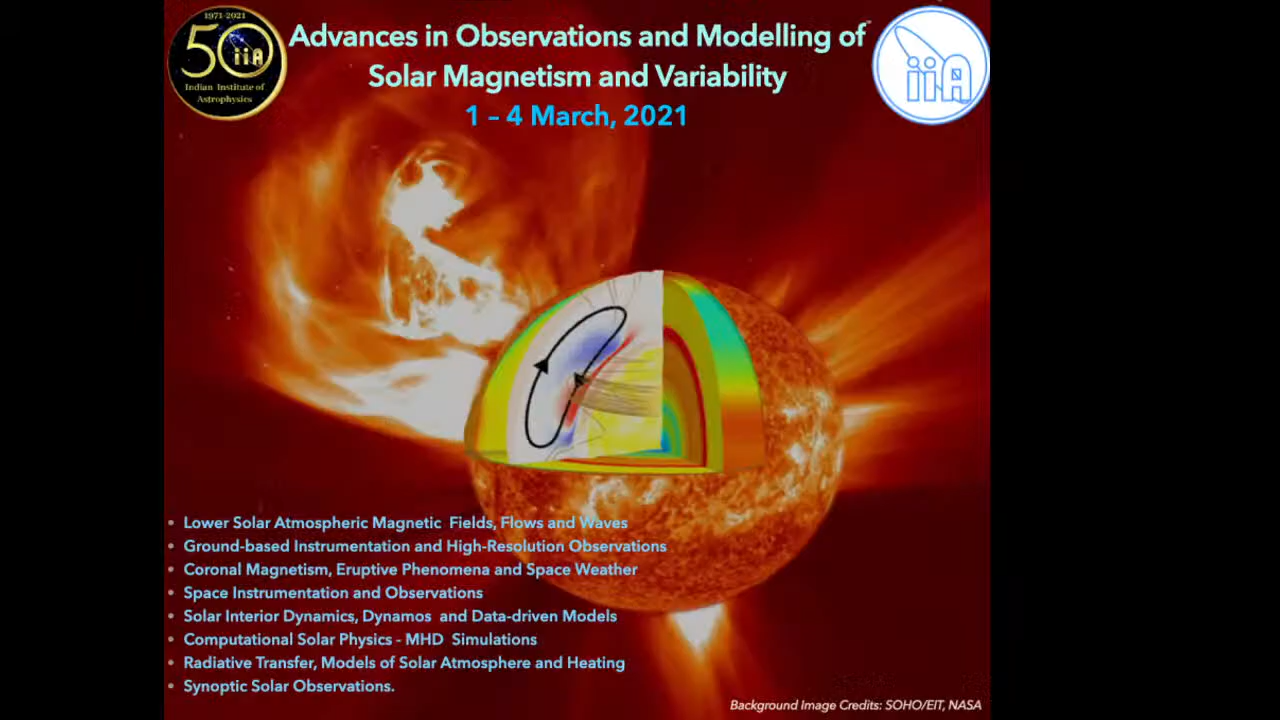 1971-2021
50
iiA
Indian Institute of
Astrophysics
Advances in Observations and Modelling of
Solar Magnetism and Variability
1 – 4 March, 2021
iiA
• Lower Solar Atmospheric Magnetic Fields, Flows and Waves
• Ground-based Instrumentation and High-Resolution Observations
• Coronal Magnetism, Eruptive Phenomena and Space Weather
• Space Instrumentation and Observations
• Solar Interior Dynamics, Dynamos and Data-driven Models
• Computational Solar Physics - MHD Simulations
• Radiative Transfer, Models of Solar Atmosphere and Heating
• Synoptic Solar Observations.
Background Image Credits: SOHO/EIT, NASA